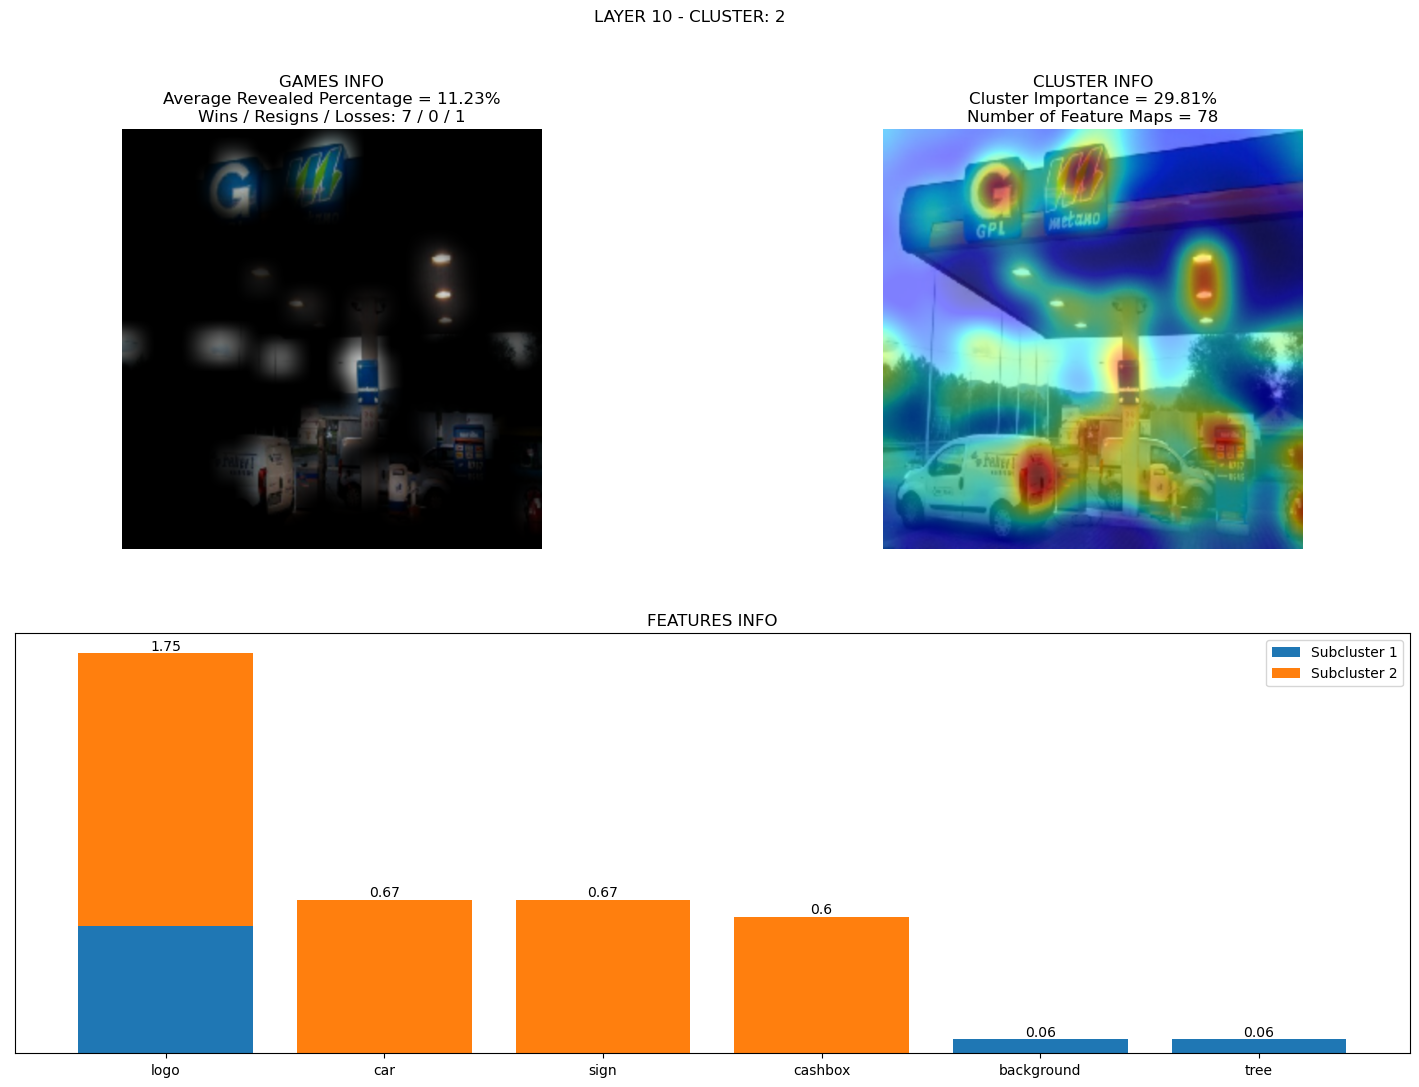 LAYER 10 - CLUSTER: 2
GAMES INFO
Average Revealed Percentage = 11.23%
Wins / Resigns / Losses: 7 / 0 / 1
CLUSTER INFO
Cluster Importance = 29.81%
Number of Feature Maps = 78
G
G
GPL
metano
FEATURES INFO
Subcluster 1
Subcluster 2
1.75
0.67
0.67
0.6
0.06
0.06
logo
car
sign
cashbox
background
tree